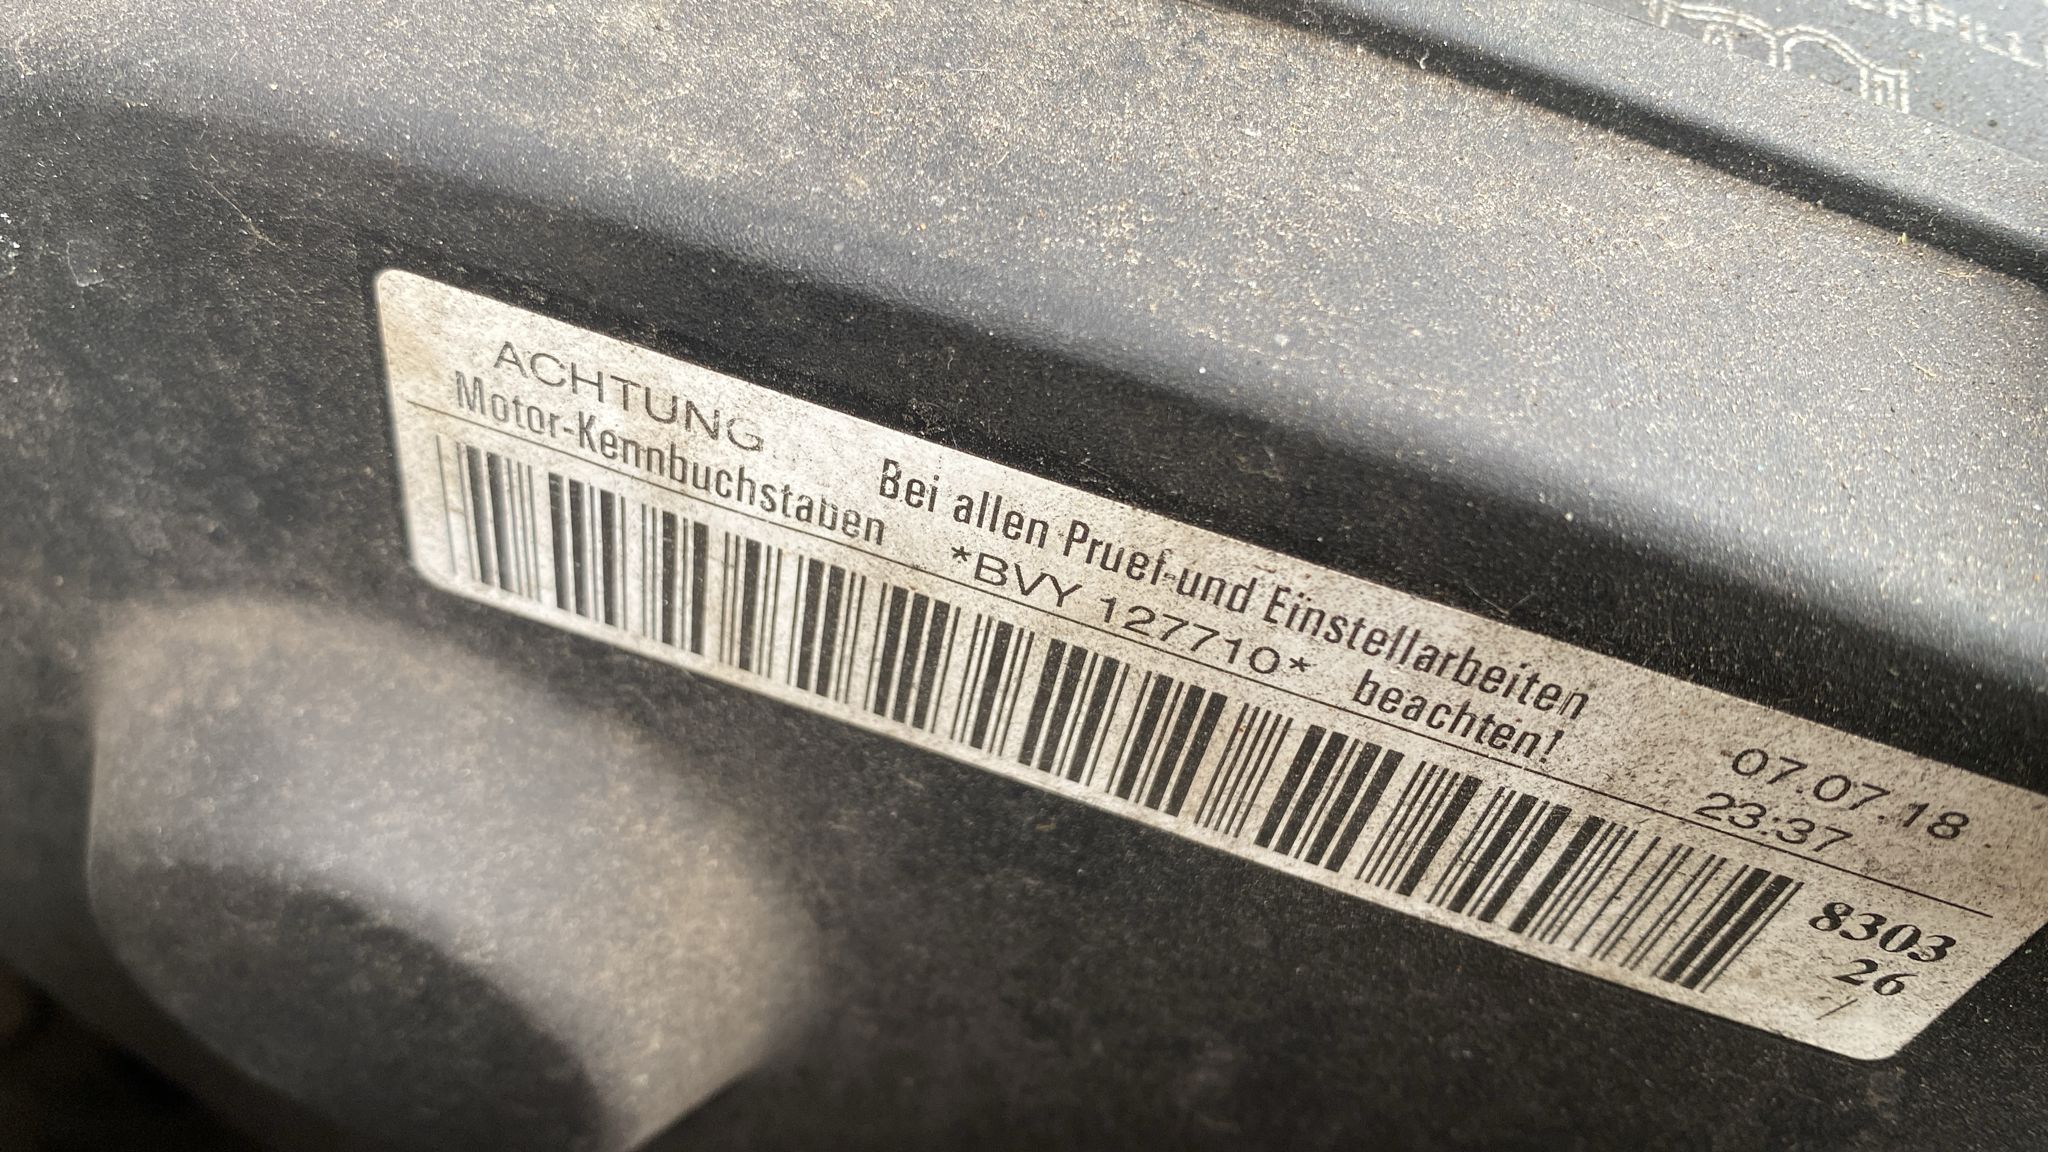 ACHTUNG Bei allen Pruef-und Einstellarbeiten 07.07.18
Motor-Kennbuchstaben *BVY 127710* beachten! 23:37
8303
26